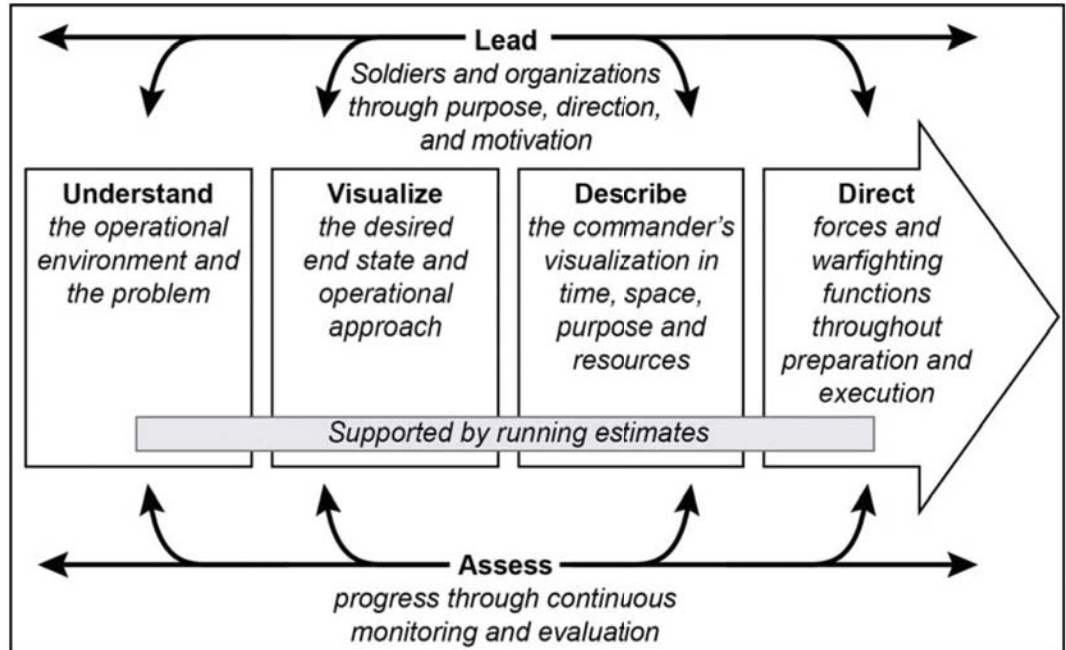 Lead
Soldiers and organizations
through purpose, direction,
and motivation
Understand
the operational
environment and
the problem
Visualize
the desired
end state and
operational
approach
Describe
the commander's
visualization in
time, space,
purpose and
resources
Direct
forces and
warfighting
functions
throughout
preparation and
execution
Supported by running estimates
Assess
progress through continuous
monitoring and evaluation